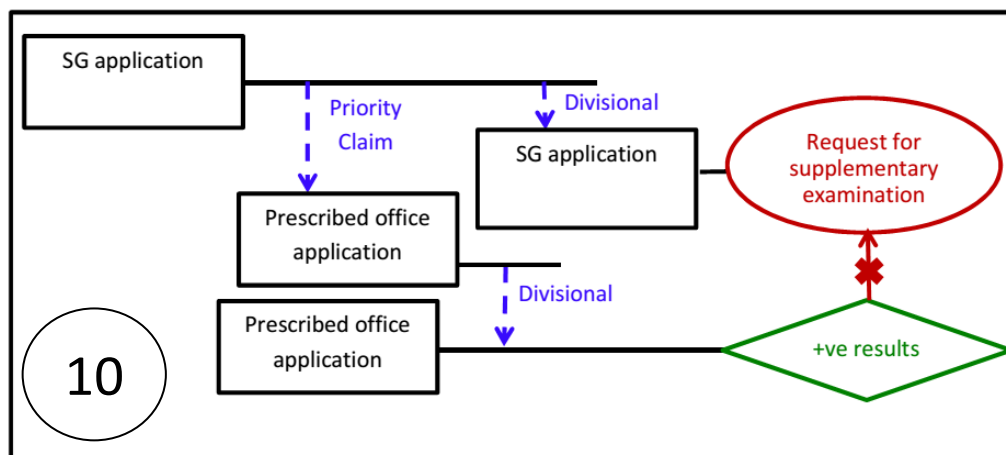 SG application
Priority
Claim
Divisional
SG application
Request for
supplementary
examination
Prescribed office
application
Divisional
Prescribed office
application
+ve results
10